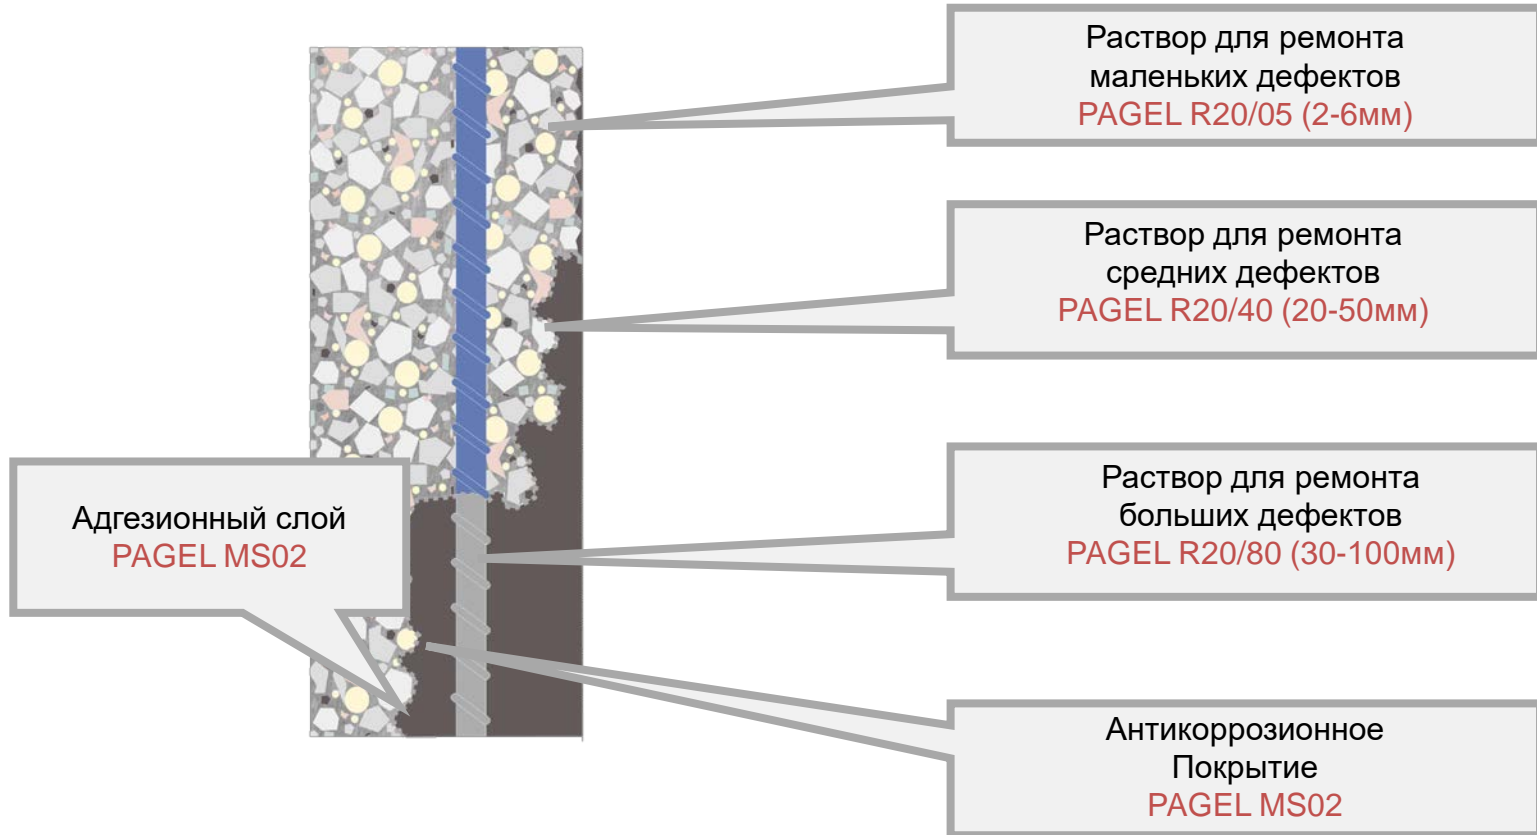 Раствор для ремонта
маленьких дефектов
PAGEL R20/05 (2-6мм)
Раствор для ремонта
средних дефектов
PAGEL R20/40 (20-50мм)
Раствор для ремонта
больших дефектов
PAGEL R20/80 (30-100мм)
Адгезионный слой
PAGEL MS02
Антикоррозионное
Покрытие
PAGEL MS02